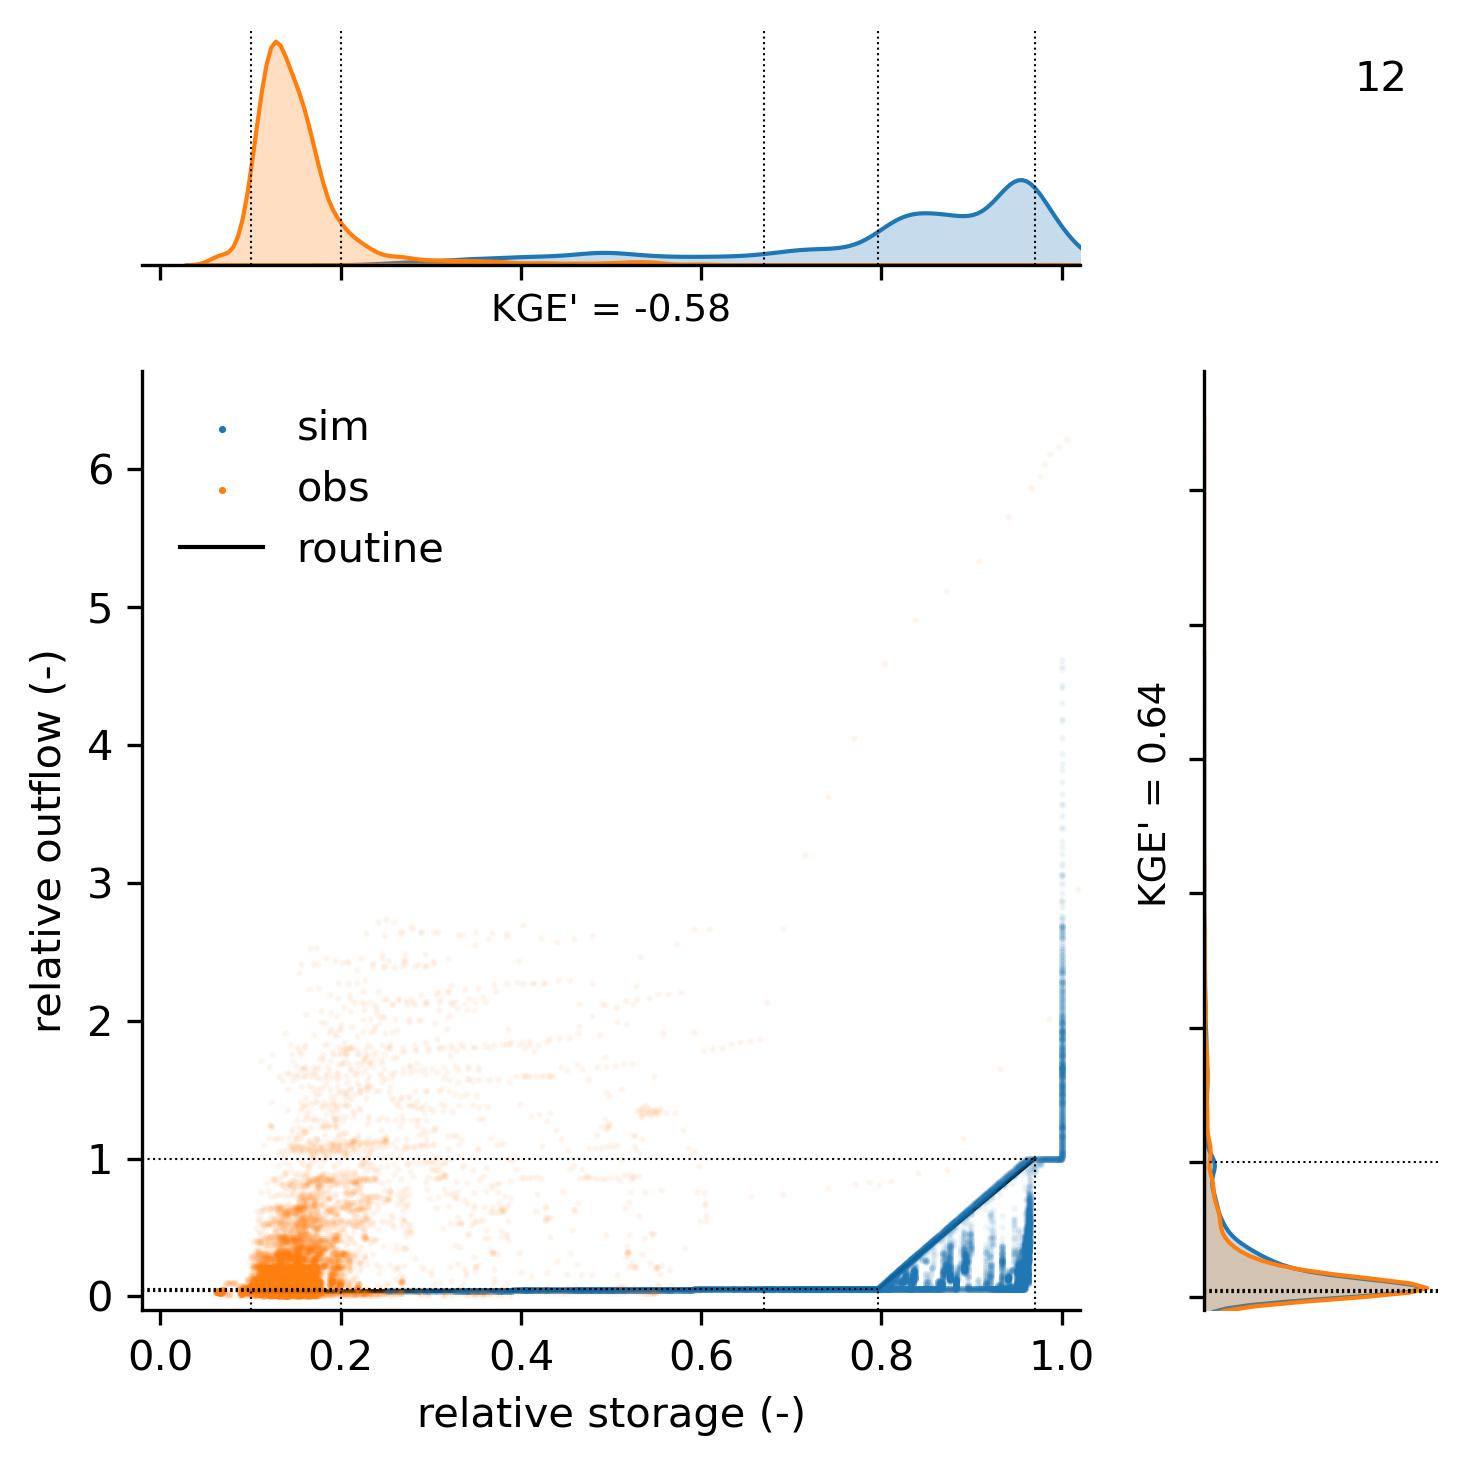 12
KGE' = -0.58
sim
obs
routine
6
5
4
3
2
1
0
relative outflow (-)
KGE' = 0.64
0.0 0.2 0.4 0.6 0.8 1.0
relative storage (-)